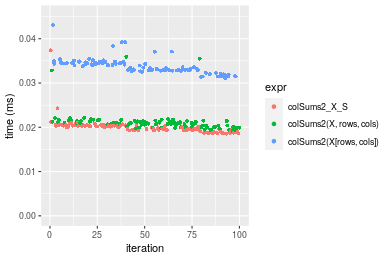 0.04
0.03
0.02
0.01
0.00
time (ms)
0
25
50
75
100
iteration
expr
colSums2_X_S
colSums2(X, rows, cols)
colSums2(X[rows, cols])